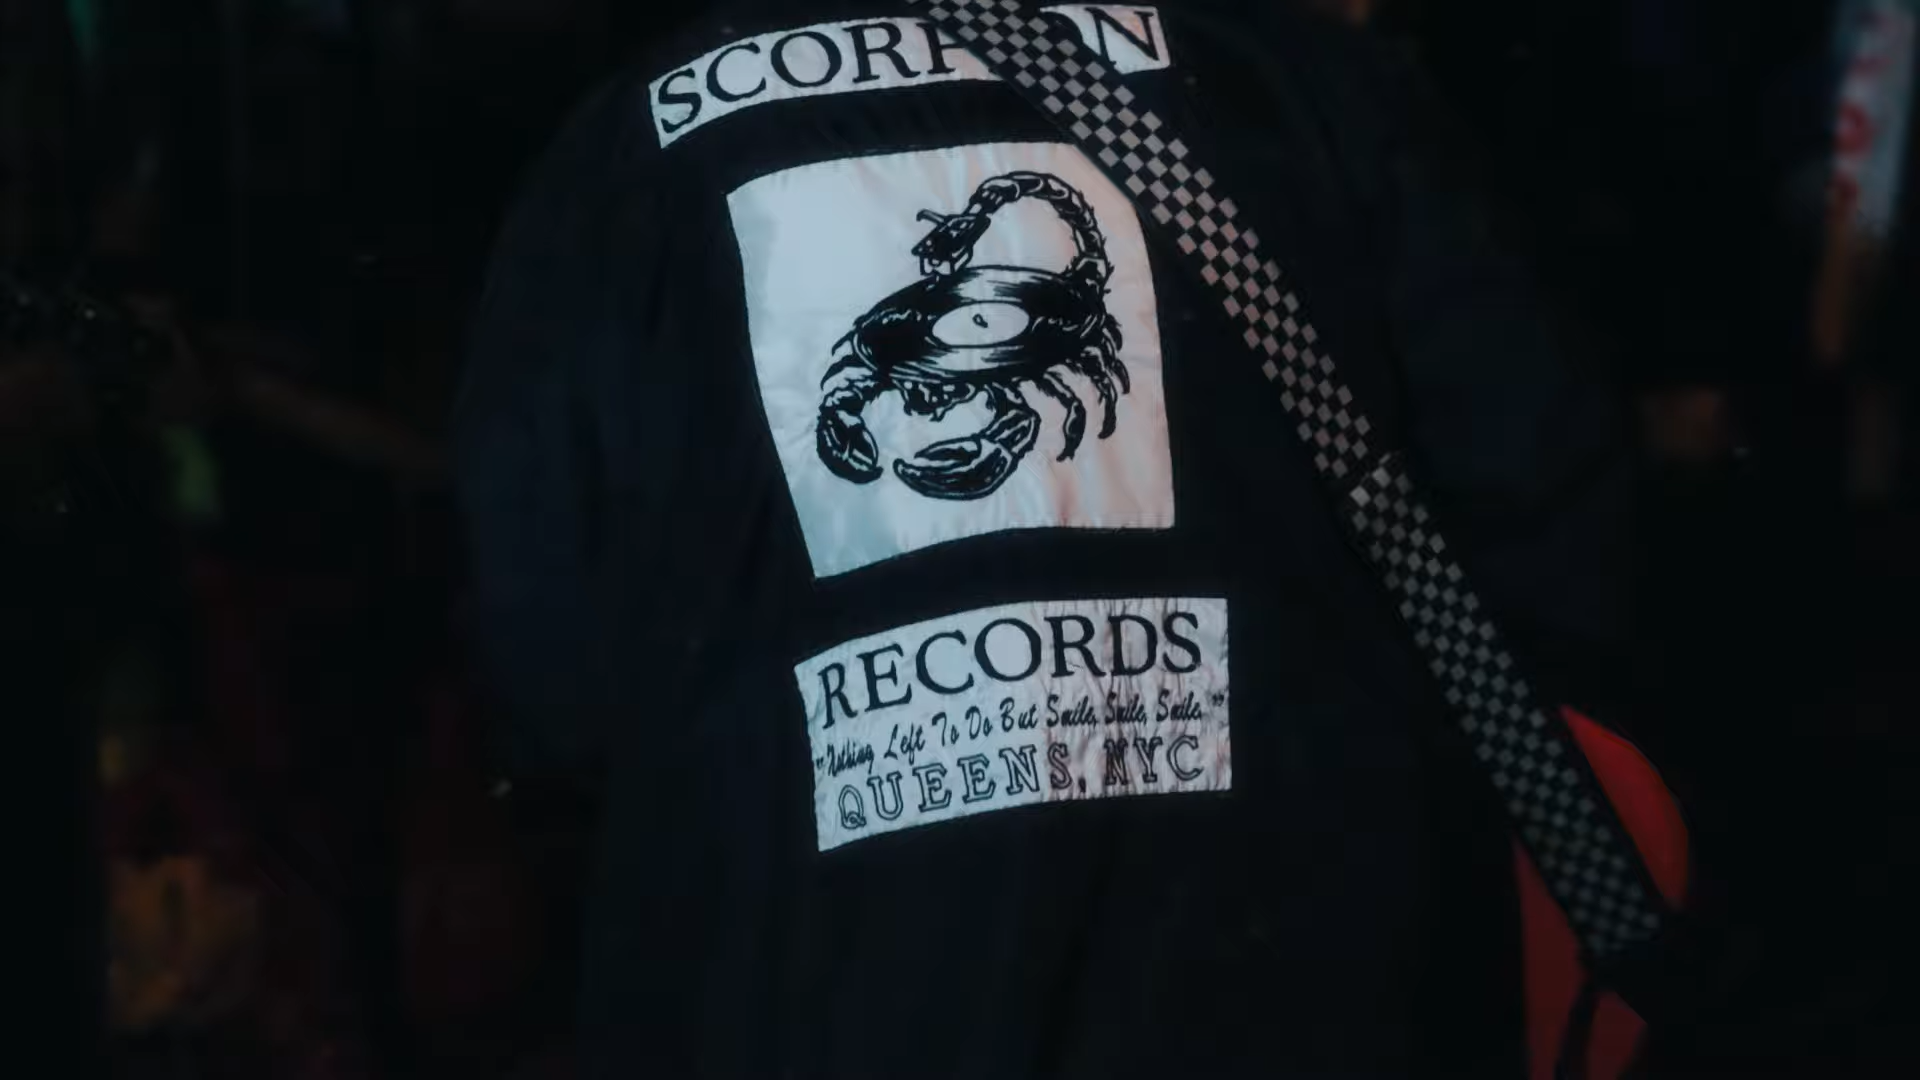 SCORPION
RECORDS
"Nothing Left To Do But Smile, Smile, Smile."
QUEENS, NYC